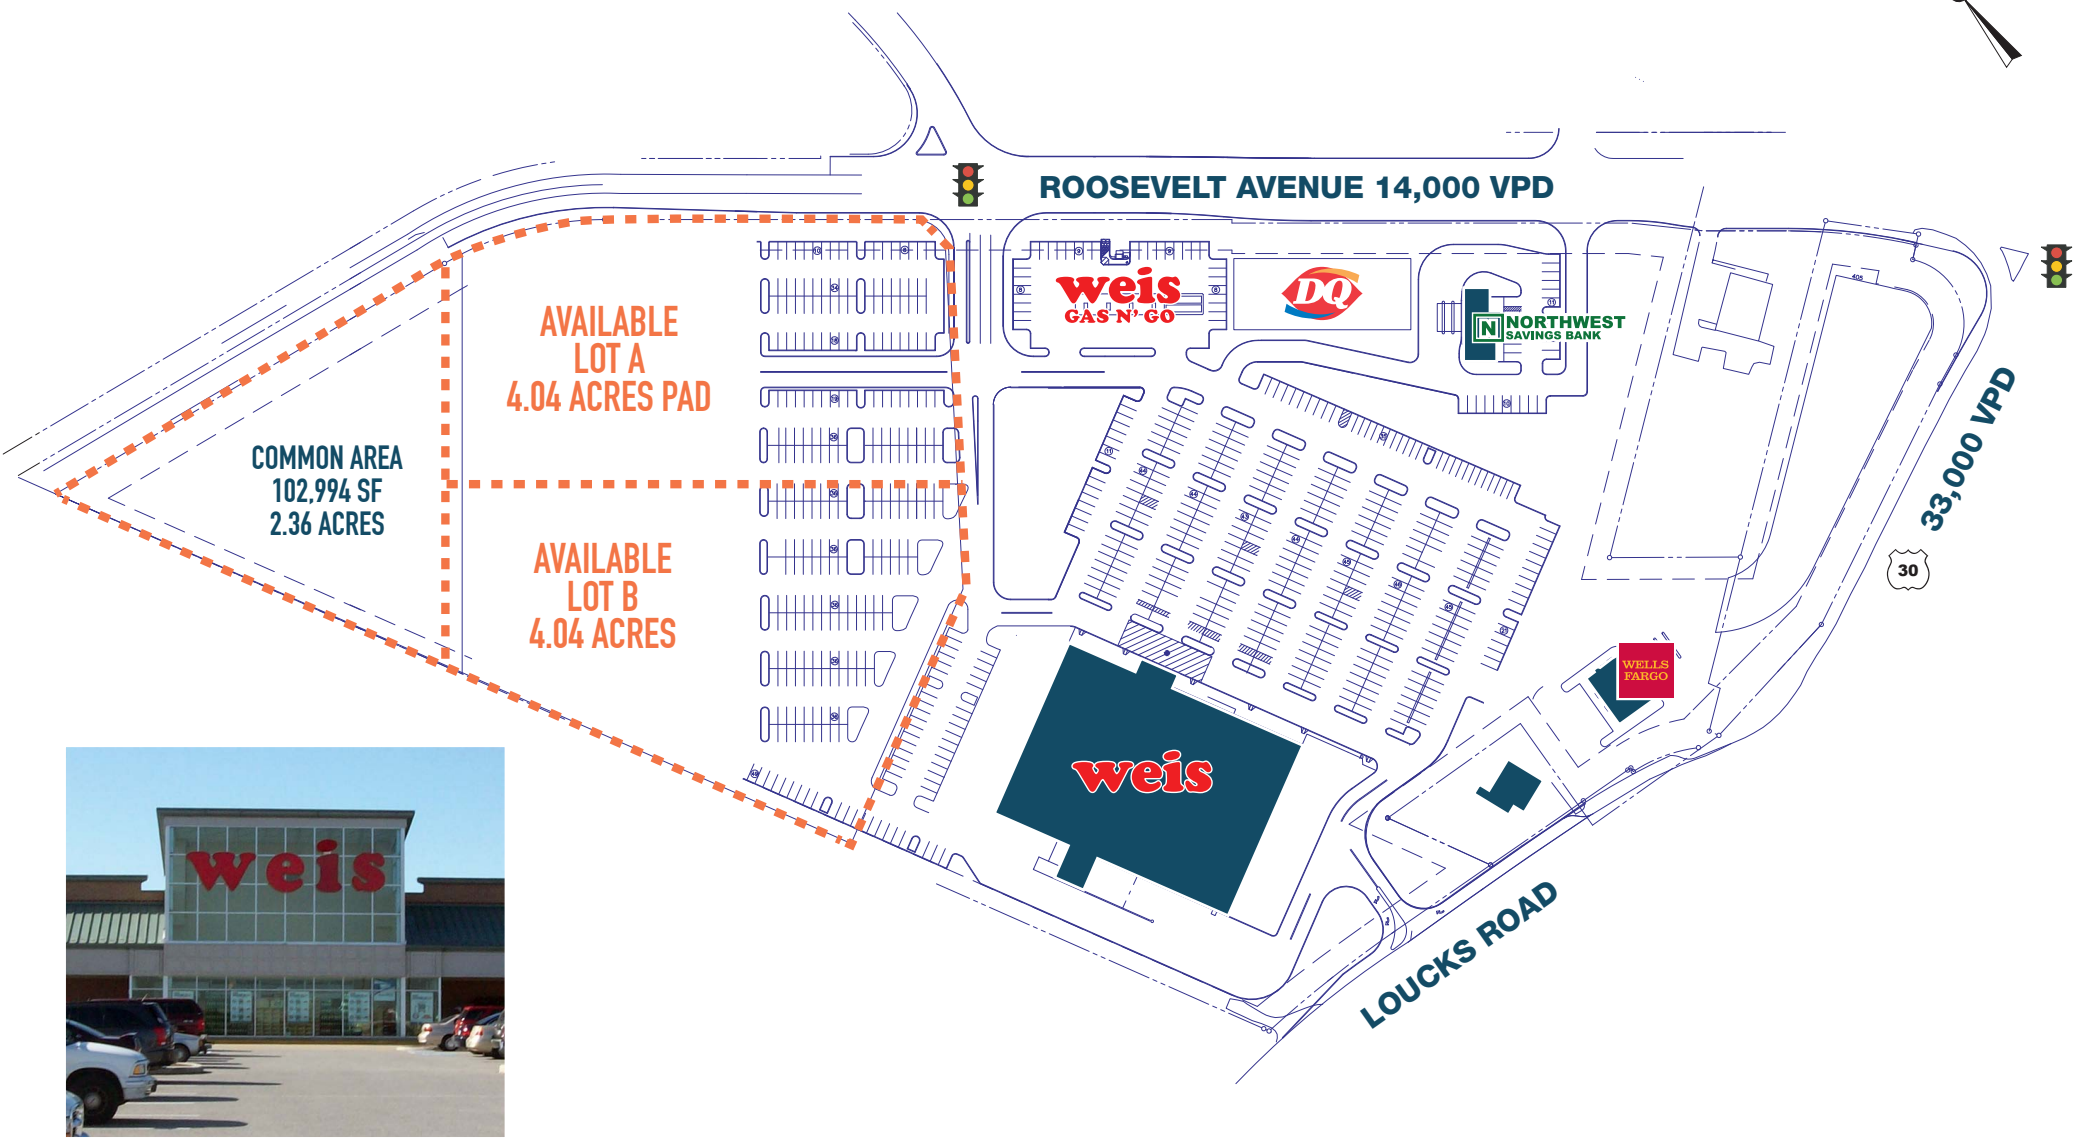 ROOSEVELT AVENUE 14,000 VPD
weis
GAS N' GO
DQ
N NORTHWEST
SAVINGS BANK
AVAILABLE
LOT A
4.04 ACRES PAD
COMMON AREA
102,994 SF
2.36 ACRES
AVAILABLE
LOT B
4.04 ACRES
33,000 VPD
30
WELLS
FARGO
weis
LOUCKS ROAD
weis
405